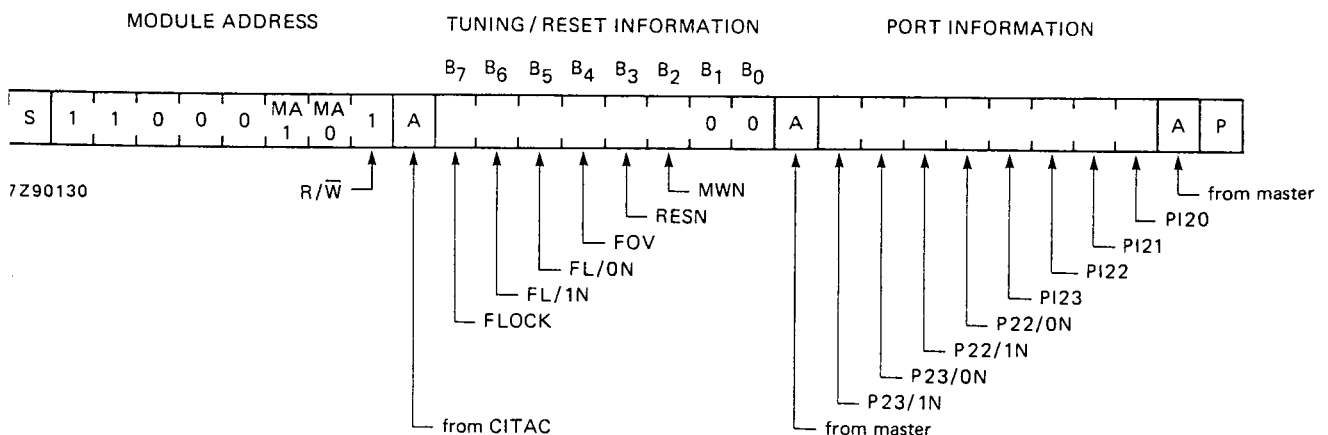 MODULE ADDRESS TUNING / RESET INFORMATION PORT INFORMATION
B7 B6 B5 B4 B3 B2 B1 B0
S 1 1 0 0 0 MA1 MA0 1 A 0 0 A A P
7Z90130 R/W̅ MWN from master
RESN PI20
FOV PI21
FL/0N PI22
FL/1N PI23
FLOCK P22/0N
P22/1N
P23/0N
P23/1N
from CITAC from master